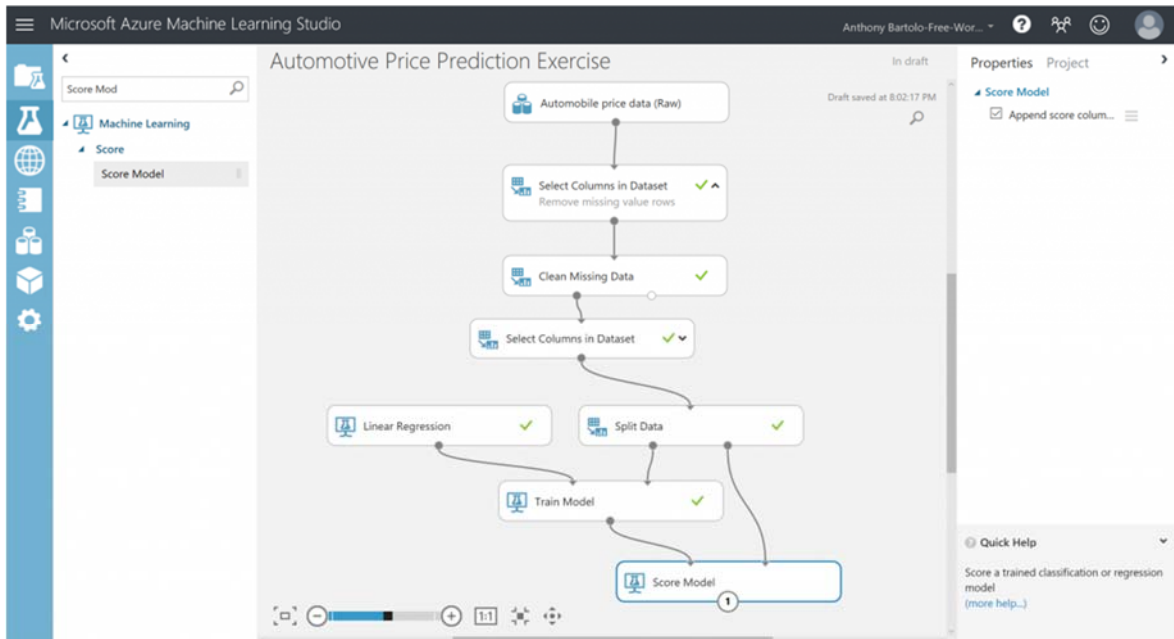 Microsoft Azure Machine Learning Studio
Anthony Bartolo-Free-Wor...
?
Score Mod
Machine Learning
Score
Score Model
Automotive Price Prediction Exercise
In draft
Draft saved at 8:02:17 PM
Automobile price data (Raw)
Select Columns in Dataset
Remove missing value rows
Clean Missing Data
Select Columns in Dataset
Linear Regression
Split Data
Train Model
Score Model
1
1:1
Properties Project
Score Model
Append score colum...
Quick Help
Score a trained classification or regression
model
(more help...)